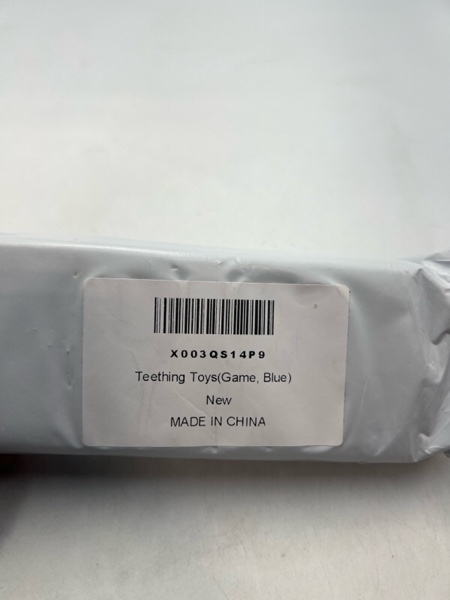 X003QS14P9
Teething Toys(Game, Blue)
New
MADE IN CHINA